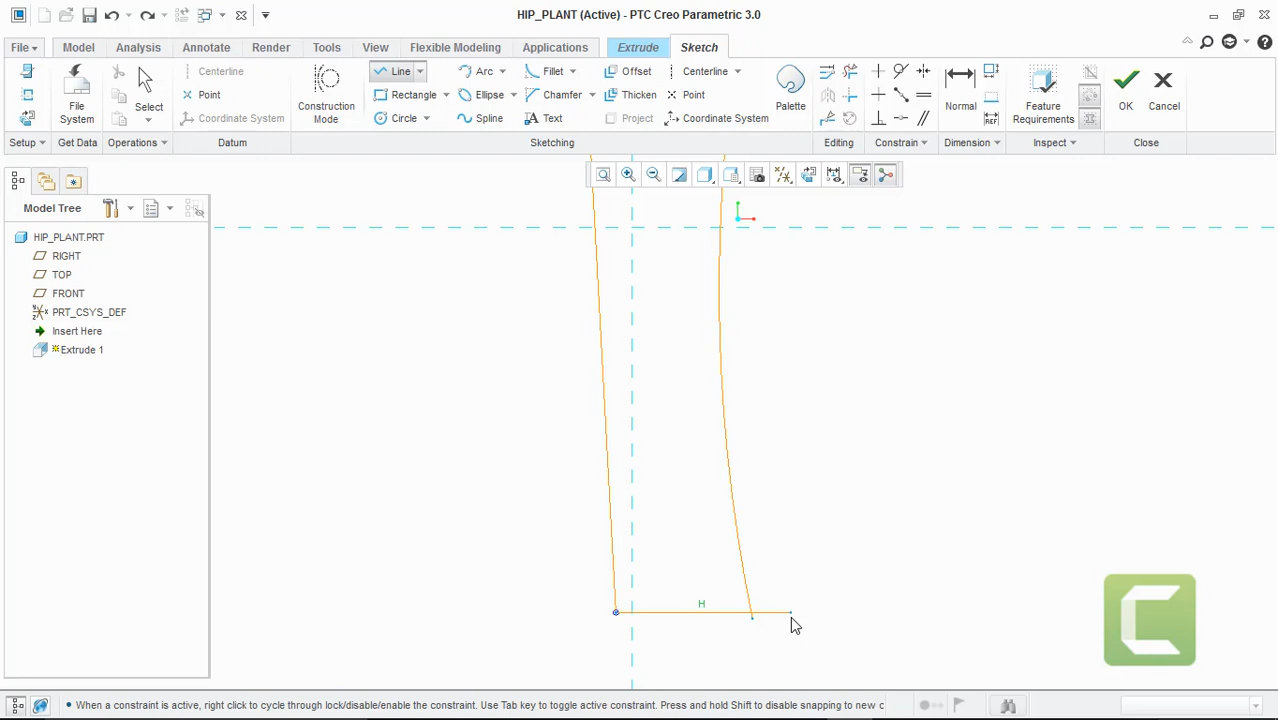 HIP_PLANT (Active) - PTC Creo Parametric 3.0
File Model Analysis Annotate Render Tools View Flexible Modeling Applications Extrude Sketch
Centerline Line Arc Fillet Offset Centerline
Point Rectangle Ellipse Chamfer Thicken Point
Coordinate System Circle Spline Text Project Coordinate System
File System Select Construction Mode Palette Normal Feature Requirements OK Cancel
Setup Get Data Operations Datum Sketching Editing Constrain Dimension Inspect Close
Model Tree
HIP_PLANT.PRT
RIGHT
TOP
FRONT
PRT_CSYS_DEF
Insert Here
Extrude 1
H
C
• When a constraint is active, right click to cycle through lock/disable/enable the constraint. Use Tab key to toggle active constraint. Press and hold Shift to disable snapping to new c